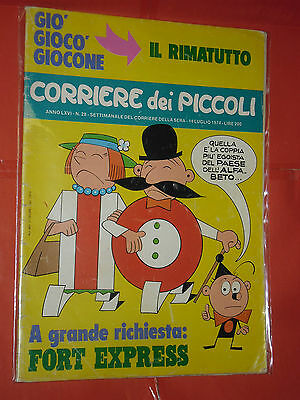 GIO'
GIOCO'
GIOCONE
IL RIMATUTTO
CORRIERE dei PICCOLI
ANNO LXVI - N. 28 - SETTIMANALE DEL CORRIERE DELLA SERA - 14 LUGLIO 1974 - LIRE 200
QUELLA
E' LA COPPIA
PIU' EGOISTA
DEL PAESE
DELL'ALFA-
BETO...
IO
A grande richiesta:
FORT EXPRESS